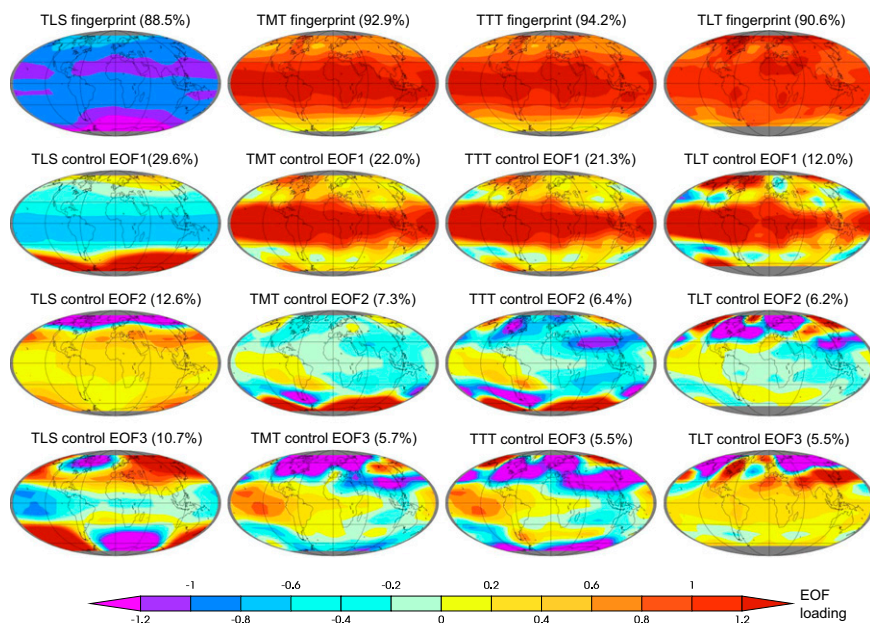 TLS fingerprint (88.5%) TMT fingerprint (92.9%) TTT fingerprint (94.2%) TLT fingerprint (90.6%)
TLS control EOF1(29.6%) TMT control EOF1 (22.0%) TTT control EOF1 (21.3%) TLT control EOF1 (12.0%)
TLS control EOF2 (12.6%) TMT control EOF2 (7.3%) TTT control EOF2 (6.4%) TLT control EOF2 (6.2%)
TLS control EOF3 (10.7%) TMT control EOF3 (5.7%) TTT control EOF3 (5.5%) TLT control EOF3 (5.5%)
-1 -0.6 -0.2 0.2 0.6 1
EOF
loading
-1.2 -0.8 -0.4 0 0.4 0.8 1.2